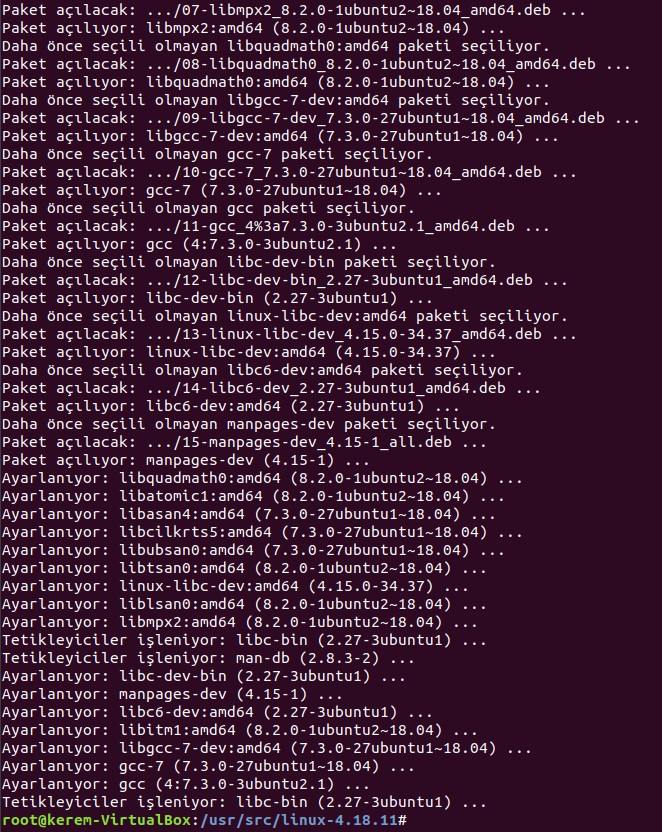 Paket açılacak: .../07-libmpx2_8.2.0-1ubuntu2~18.04_amd64.deb ...
Paket açılıyor: libmpx2:amd64 (8.2.0-1ubuntu2~18.04) ...
Daha önce seçili olmayan libquadmath0:amd64 paketi seçiliyor.
Paket açılacak: .../08-libquadmath0_8.2.0-1ubuntu2~18.04_amd64.deb ...
Paket açılıyor: libquadmath0:amd64 (8.2.0-1ubuntu2~18.04) ...
Daha önce seçili olmayan libgcc-7-dev:amd64 paketi seçiliyor.
Paket açılacak: .../09-libgcc-7-dev_7.3.0-27ubuntu1~18.04_amd64.deb ...
Paket açılıyor: libgcc-7-dev:amd64 (7.3.0-27ubuntu1~18.04) ...
Daha önce seçili olmayan gcc-7 paketi seçiliyor.
Paket açılacak: .../10-gcc-7_7.3.0-27ubuntu1~18.04_amd64.deb ...
Paket açılıyor: gcc-7 (7.3.0-27ubuntu1~18.04) ...
Daha önce seçili olmayan gcc paketi seçiliyor.
Paket açılacak: .../11-gcc_4%3a7.3.0-3ubuntu2.1_amd64.deb ...
Paket açılıyor: gcc (4:7.3.0-3ubuntu2.1) ...
Daha önce seçili olmayan libc-dev-bin paketi seçiliyor.
Paket açılacak: .../12-libc-dev-bin_2.27-3ubuntu1_amd64.deb ...
Paket açılıyor: libc-dev-bin (2.27-3ubuntu1) ...
Daha önce seçili olmayan linux-libc-dev:amd64 paketi seçiliyor.
Paket açılacak: .../13-linux-libc-dev_4.15.0-34.37_amd64.deb ...
Paket açılıyor: linux-libc-dev:amd64 (4.15.0-34.37) ...
Daha önce seçili olmayan libc6-dev:amd64 paketi seçiliyor.
Paket açılacak: .../14-libc6-dev_2.27-3ubuntu1_amd64.deb ...
Paket açılıyor: libc6-dev:amd64 (2.27-3ubuntu1) ...
Daha önce seçili olmayan manpages-dev paketi seçiliyor.
Paket açılacak: .../15-manpages-dev_4.15-1_all.deb ...
Paket açılıyor: manpages-dev (4.15-1) ...
Ayarlanıyor: libquadmath0:amd64 (8.2.0-1ubuntu2~18.04) ...
Ayarlanıyor: libatomic1:amd64 (8.2.0-1ubuntu2~18.04) ...
Ayarlanıyor: libasan4:amd64 (7.3.0-27ubuntu1~18.04) ...
Ayarlanıyor: libcilkrts5:amd64 (7.3.0-27ubuntu1~18.04) ...
Ayarlanıyor: libubsan0:amd64 (7.3.0-27ubuntu1~18.04) ...
Ayarlanıyor: libtsan0:amd64 (8.2.0-1ubuntu2~18.04) ...
Ayarlanıyor: linux-libc-dev:amd64 (4.15.0-34.37) ...
Ayarlanıyor: liblsan0:amd64 (8.2.0-1ubuntu2~18.04) ...
Ayarlanıyor: libmpx2:amd64 (8.2.0-1ubuntu2~18.04) ...
Tetikleyiciler işleniyor: libc-bin (2.27-3ubuntu1) ...
Tetikleyiciler işleniyor: man-db (2.8.3-2) ...
Ayarlanıyor: libc-dev-bin (2.27-3ubuntu1) ...
Ayarlanıyor: manpages-dev (4.15-1) ...
Ayarlanıyor: libc6-dev:amd64 (2.27-3ubuntu1) ...
Ayarlanıyor: libitm1:amd64 (8.2.0-1ubuntu2~18.04) ...
Ayarlanıyor: libgcc-7-dev:amd64 (7.3.0-27ubuntu1~18.04) ...
Ayarlanıyor: gcc-7 (7.3.0-27ubuntu1~18.04) ...
Ayarlanıyor: gcc (4:7.3.0-3ubuntu2.1) ...
Tetikleyiciler işleniyor: libc-bin (2.27-3ubuntu1) ...
root@kerem-VirtualBox:/usr/src/linux-4.18.11#